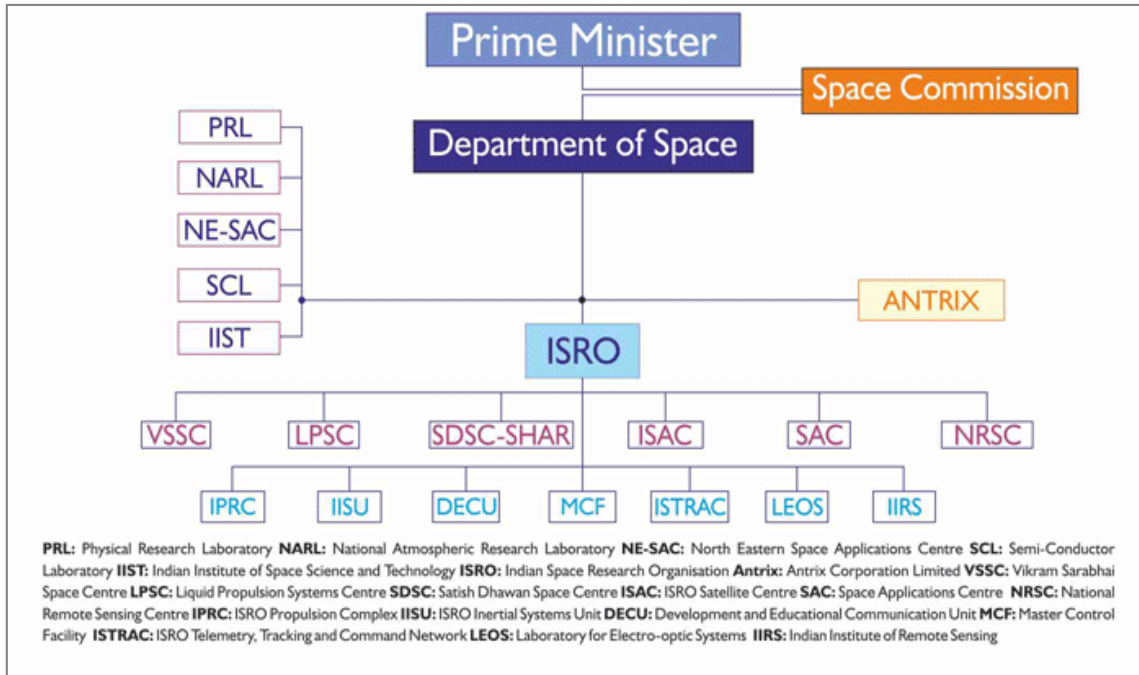 Prime Minister
Space Commission
Department of Space
PRL
NARL
NE-SAC
SCL
IIST
ANTRIX
ISRO
VSSC LPSC SDSC-SHAR ISAC SAC NRSC
IPRC IISU DECU MCF ISTRAC LEOS IIRS
PRL: Physical Research Laboratory NARL: National Atmospheric Research Laboratory NE-SAC: North Eastern Space Applications Centre SCL: Semi-Conductor
Laboratory IIST: Indian Institute of Space Science and Technology ISRO: Indian Space Research Organisation Antrix: Antrix Corporation Limited VSSC: Vikram Sarabhai
Space Centre LPSC: Liquid Propulsion Systems Centre SDSC: Satish Dhawan Space Centre ISAC: ISRO Satellite Centre SAC: Space Applications Centre NRSC: National
Remote Sensing Centre IPRC: ISRO Propulsion Complex IISU: ISRO Inertial Systems Unit DECU: Development and Educational Communication Unit MCF: Master Control
Facility ISTRAC: ISRO Telemetry, Tracking and Command Network LEOS: Laboratory for Electro-optic Systems IIRS: Indian Institute of Remote Sensing